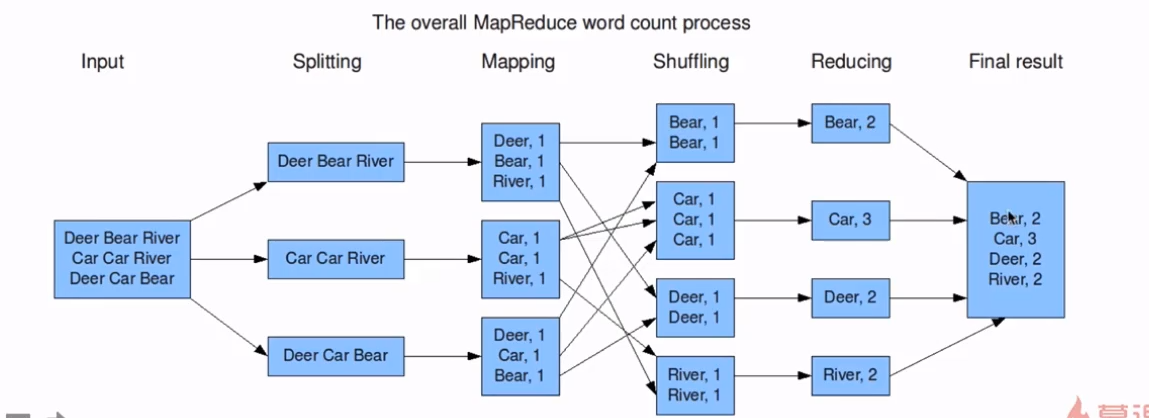 The overall MapReduce word count process
Input
Splitting
Mapping
Shuffling
Reducing
Final result
Deer Bear River
Car Car River
Deer Car Bear
Deer Bear River
Car Car River
Deer Car Bear
Deer, 1
Bear, 1
River, 1
Car, 1
Car, 1
River, 1
Deer, 1
Car, 1
Bear, 1
Bear, 1
Bear, 1
Car, 1
Car, 1
Car, 1
Deer, 1
Deer, 1
River, 1
River, 1
Bear, 2
Car, 3
Deer, 2
River, 2
Bear, 2
Car, 3
Deer, 2
River, 2